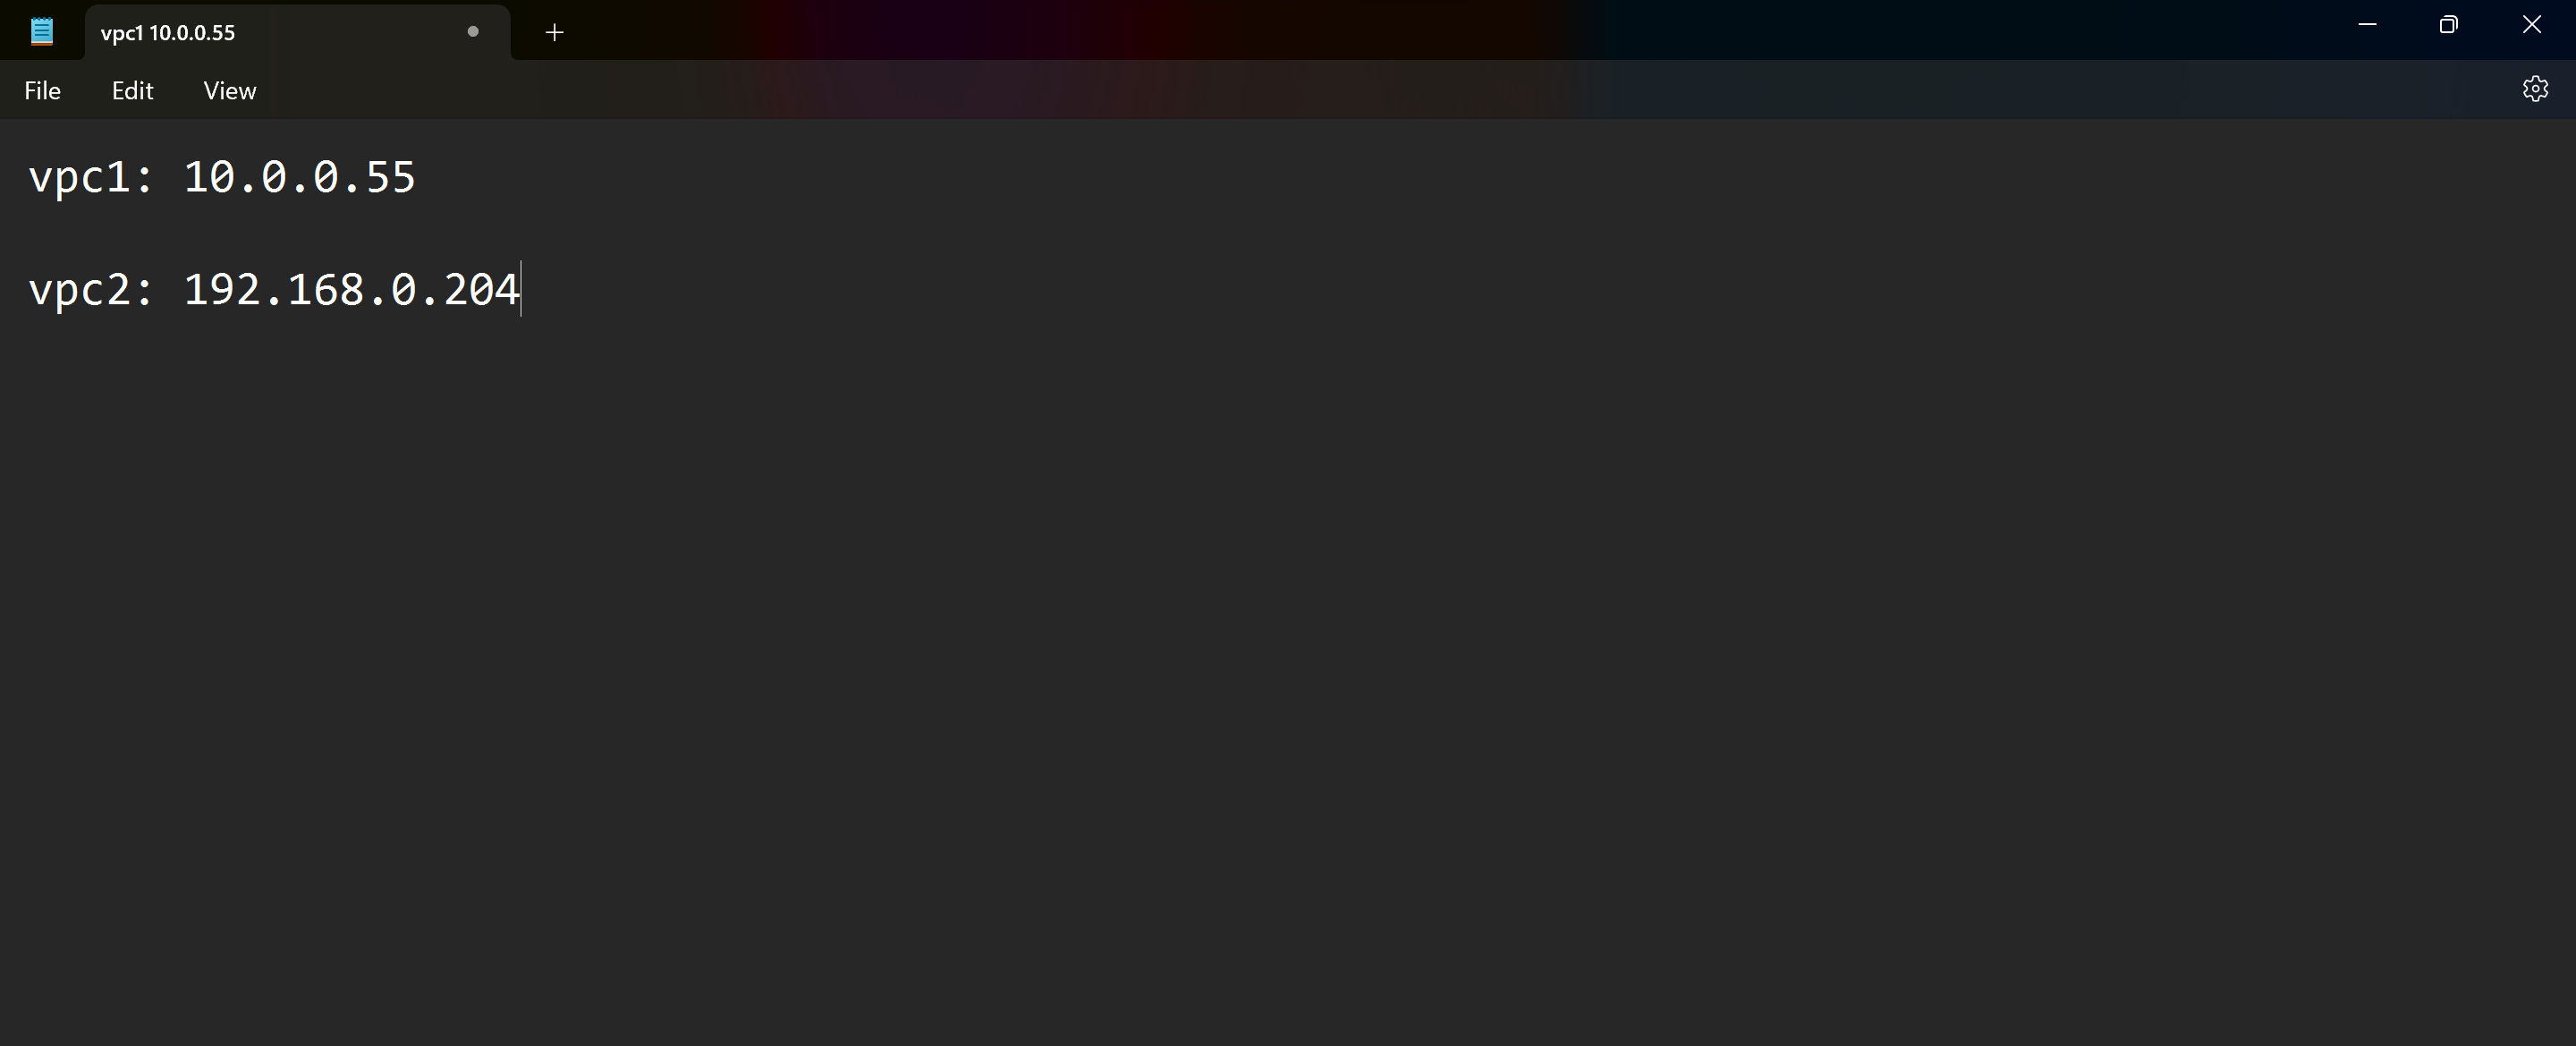 vpc1 10.0.0.55
File Edit View
vpc1: 10.0.0.55
vpc2: 192.168.0.204